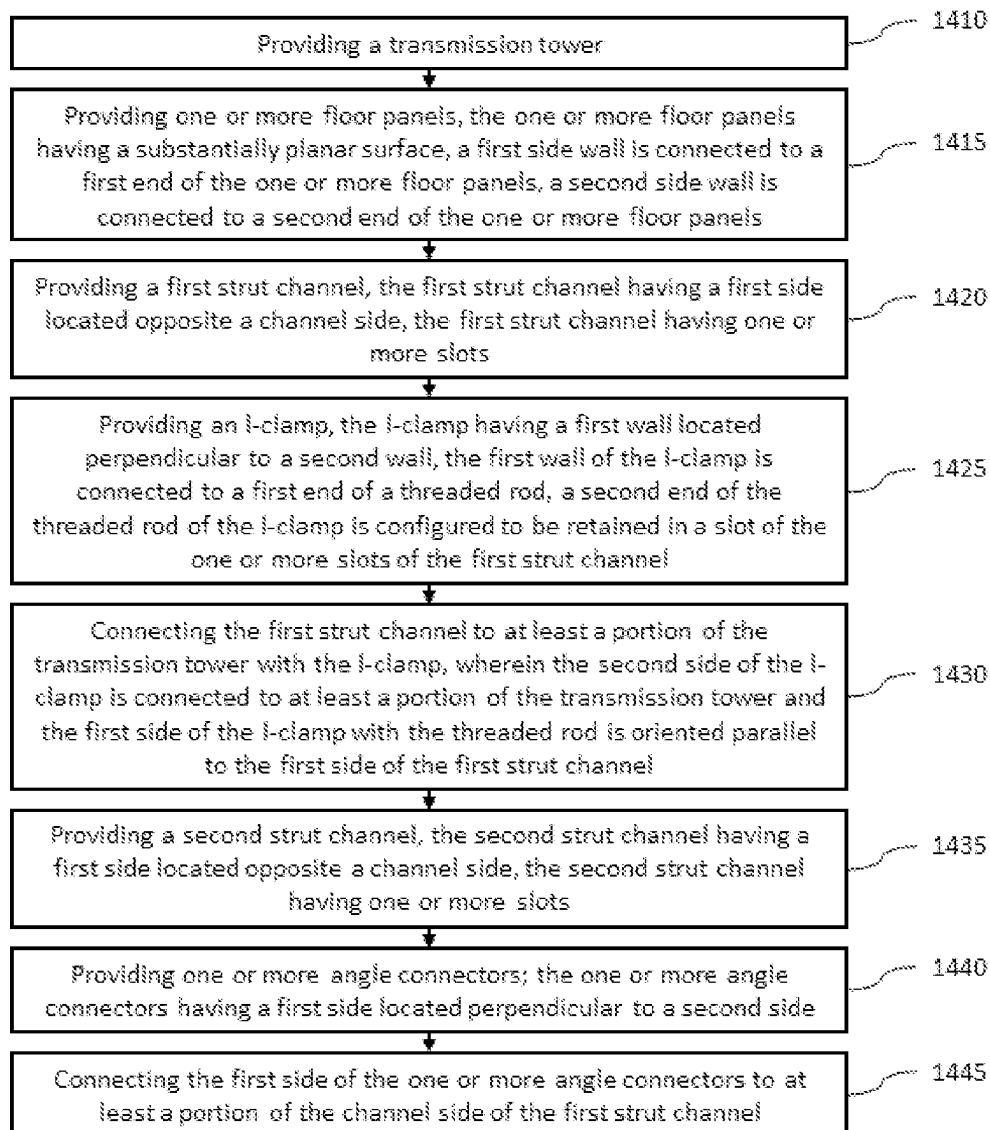 Providing a transmission tower
1410
Providing one or more floor panels, the one or more floor panels
having a substantially planar surface, a first side wall is connected to a
first end of the one or more floor panels, a second side wall is
connected to a second end of the one or more floor panels
1415
Providing a first strut channel, the first strut channel having a first side
located opposite a channel side, the first strut channel having one or
more slots
1420
Providing an l-clamp, the l-clamp having a first wall located
perpendicular to a second wall, the first wall of the l-clamp is
connected to a first end of a threaded rod, a second end of the
threaded rod of the l-clamp is configured to be retained in a slot of the
one or more slots of the first strut channel
1425
Connecting the first strut channel to at least a portion of the
transmission tower with the l-clamp, wherein the second side of the l-
clamp is connected to at least a portion of the transmission tower and
the first side of the l-clamp with the threaded rod is oriented parallel
to the first side of the first strut channel
1430
Providing a second strut channel, the second strut channel having a
first side located opposite a channel side, the second strut channel
having one or more slots
1435
Providing one or more angle connectors; the one or more angle
connectors having a first side located perpendicular to a second side
1440
Connecting the first side of the one or more angle connectors to at
least a portion of the channel side of the first strut channel
1445